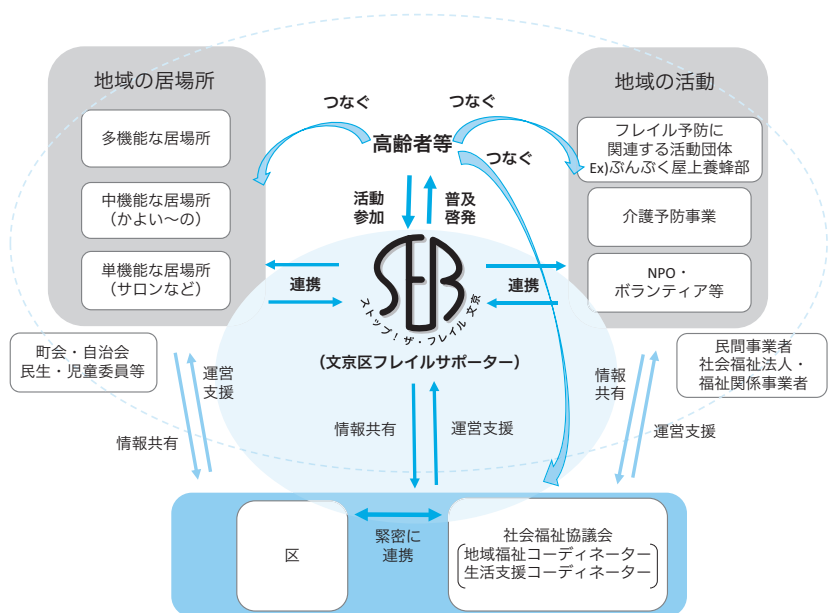 地域の居場所
多機能な居場所
中機能な居場所
（かよい～の）
単機能な居場所
（サロンなど）
つなぐ
つなぐ
高齢者等
つなぐ
地域の活動
フレイル予防に
関連する活動団体
Ex)ぶんぶく屋上養蜂部
介護予防事業
NPO・
ボランティア等
活動
参加
普及
啓発
連携
連携
SFB
ストップ！ザ・フレイル 文京
（文京区フレイルサポーター）
町会・自治会
民生・児童委員等
運営
支援
情報共有
情報共有
運営支援
民間事業者
社会福祉法人・
福祉関係事業者
情報
共有
運営支援
区
緊密に
連携
社会福祉協議会
地域福祉コーディネーター
生活支援コーディネーター